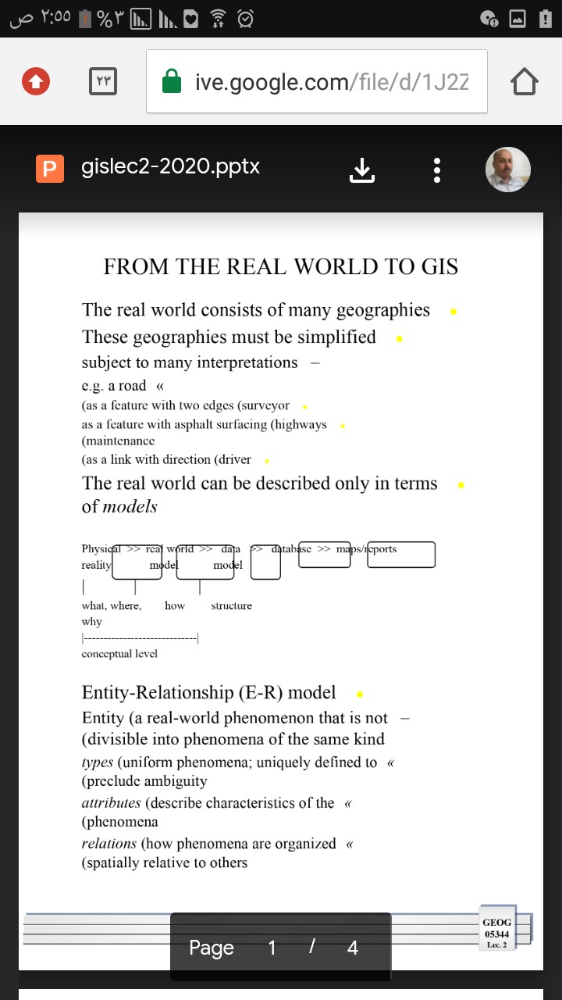 ص ٢:٥٥ %٣
٢٣ ive.google.com/file/d/1J2Z
P gislec2-2020.pptx
FROM THE REAL WORLD TO GIS
The real world consists of many geographies •
These geographies must be simplified •
subject to many interpretations –
e.g. a road «
(as a feature with two edges (surveyor •
as a feature with asphalt surfacing (highways •
(maintenance
(as a link with direction (driver •
The real world can be described only in terms •
of models
Physical >> real world >> data >> database >> maps/reports
reality model model
what, where, how structure
why
|-----------------------------|
conceptual level
Entity-Relationship (E-R) model •
Entity (a real-world phenomenon that is not –
(divisible into phenomena of the same kind
types (uniform phenomena; uniquely defined to «
(preclude ambiguity
attributes (describe characteristics of the «
(phenomena
relations (how phenomena are organized «
(spatially relative to others
GEOG
05344
Lec. 2
Page 1 / 4